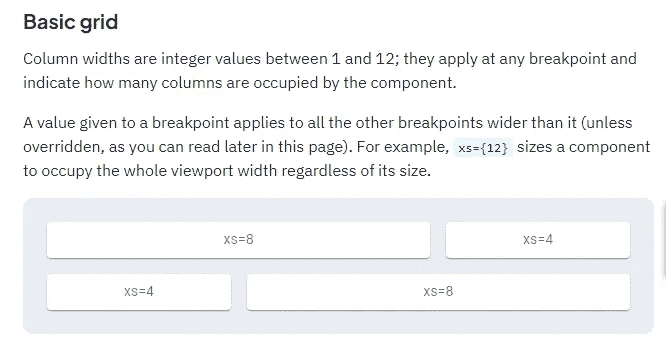 Basic grid
Column widths are integer values between 1 and 12; they apply at any breakpoint and
indicate how many columns are occupied by the component.
A value given to a breakpoint applies to all the other breakpoints wider than it (unless
overridden, as you can read later in this page). For example, xs={12} sizes a component
to occupy the whole viewport width regardless of its size.
xs=8 xs=4
xs=4 xs=8